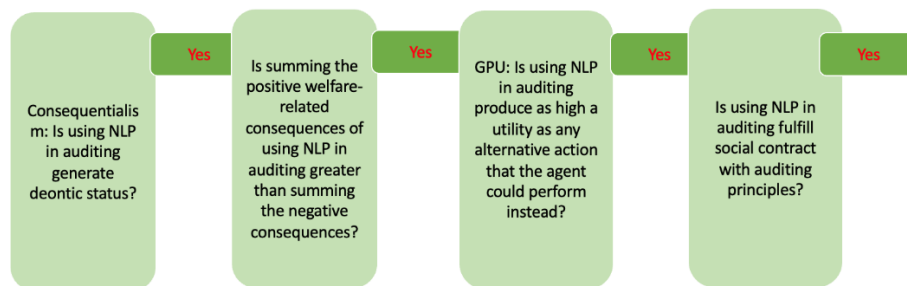 Consequentialis
m: Is using NLP
in auditing
generate
deontic status?
Yes
Is summing the
positive welfare-
related
consequences of
using NLP in
auditing greater
than summing
the negative
consequences?
Yes
GPU: Is using NLP
in auditing
produce as high a
utility as any
alternative action
that the agent
could perform
instead?
Yes
Is using NLP in
auditing fulfill
social contract
with auditing
principles?
Yes